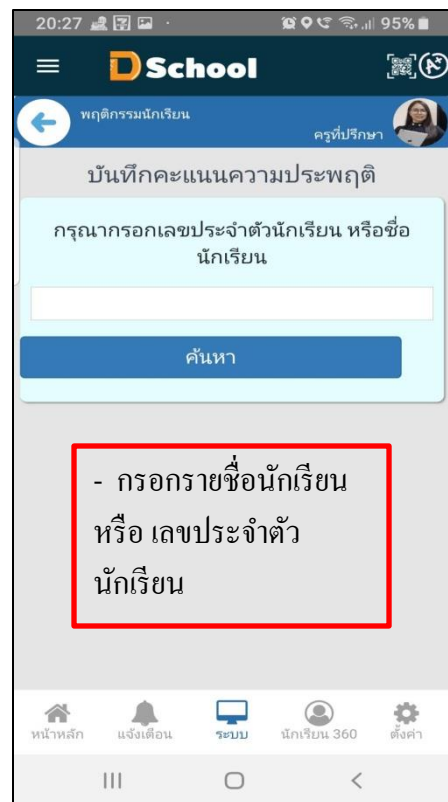 20:27 95%
DSchool
พฤติกรรมนักเรียน
ครูที่ปรึกษา
บันทึกคะแนนความประพฤติ
กรุณากรอกเลขประจำตัวนักเรียน หรือชื่อ
นักเรียน
ค้นหา
- กรอกรายชื่อนักเรียน
หรือ เลขประจำตัว
นักเรียน
หน้าหลัก แจ้งเตือน ระบบ นักเรียน 360 ตั้งค่า